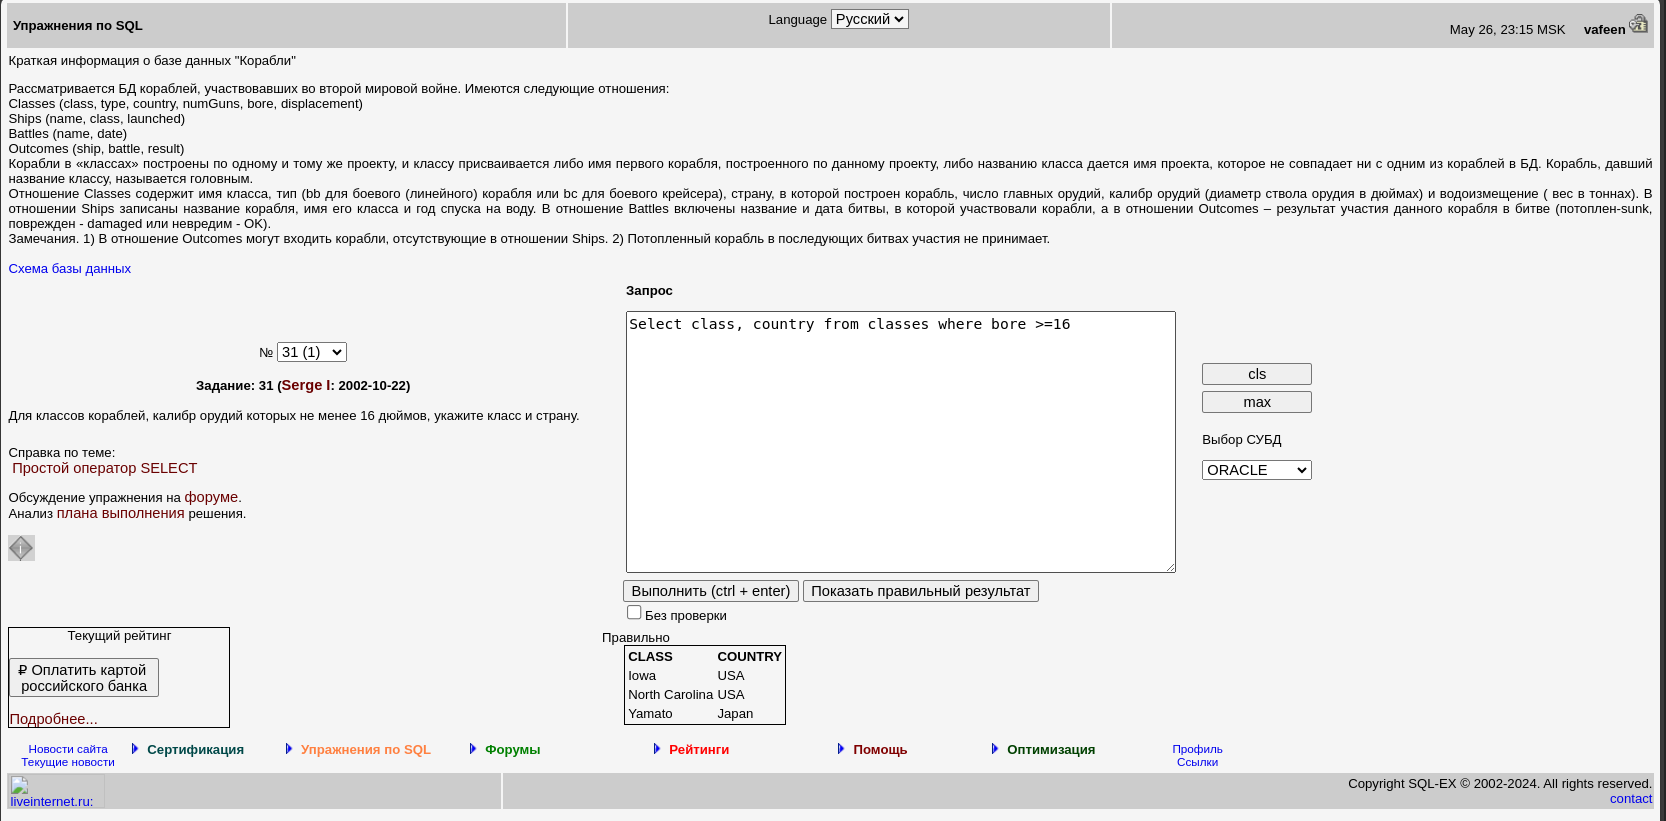 Упражнения по SQL
Language Русский
May 26, 23:15 MSK vafeen
Краткая информация о базе данных "Корабли"
Рассматривается БД кораблей, участвовавших во второй мировой войне. Имеются следующие отношения:
Classes (class, type, country, numGuns, bore, displacement)
Ships (name, class, launched)
Battles (name, date)
Outcomes (ship, battle, result)
Корабли в «классах» построены по одному и тому же проекту, и классу присваивается либо имя первого корабля, построенного по данному проекту, либо названию класса дается имя проекта, которое не совпадает ни с одним из кораблей в БД. Корабль, давший
название классу, называется головным.
Отношение Classes содержит имя класса, тип (bb для боевого (линейного) корабля или bc для боевого крейсера), страну, в которой построен корабль, число главных орудий, калибр орудий (диаметр ствола орудия в дюймах) и водоизмещение ( вес в тоннах). В
отношении Ships записаны название корабля, имя его класса и год спуска на воду. В отношение Battles включены название и дата битвы, в которой участвовали корабли, а в отношении Outcomes – результат участия данного корабля в битве (потоплен-sunk,
поврежден - damaged или невредим - OK).
Замечания. 1) В отношение Outcomes могут входить корабли, отсутствующие в отношении Ships. 2) Потопленный корабль в последующих битвах участия не принимает.
Схема базы данных
№ 31 (1)
Задание: 31 (Serge I: 2002-10-22)
Для классов кораблей, калибр орудий которых не менее 16 дюймов, укажите класс и страну.
Справка по теме:
Простой оператор SELECT
Обсуждение упражнения на форуме.
Анализ плана выполнения решения.
Запрос
Select class, country from classes where bore >=16
cls
max
Выбор СУБД
ORACLE
Выполнить (ctrl + enter) Показать правильный результат
Без проверки
Текущий рейтинг
₽ Оплатить картой
российского банка
Подробнее...
Правильно
CLASS COUNTRY
Iowa USA
North Carolina USA
Yamato Japan
Новости сайта
Текущие новости
Сертификация
Упражнения по SQL
Форумы
Рейтинги
Помощь
Оптимизация
Профиль
Ссылки
liveinternet.ru:
Copyright SQL-EX © 2002-2024. All rights reserved.
contact